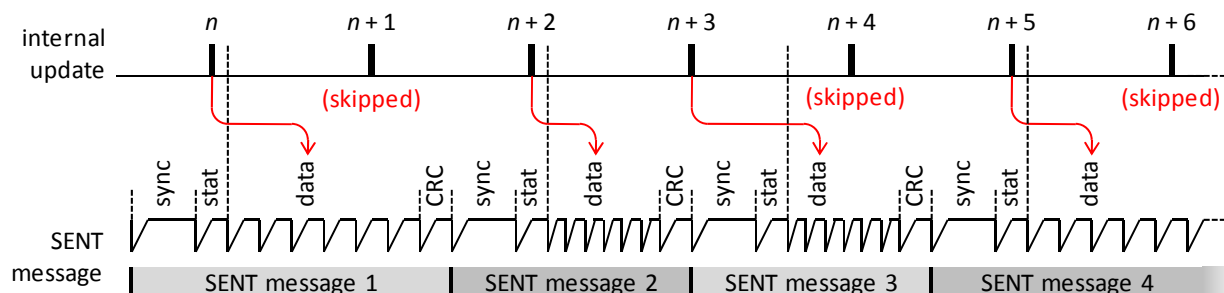 n n + 1 n + 2 n + 3 n + 4 n + 5 n + 6
internal
update
(skipped) (skipped) (skipped)
sync stat data CRC sync stat data CRC sync stat data CRC sync stat data
SENT
message
SENT message 1 SENT message 2 SENT message 3 SENT message 4